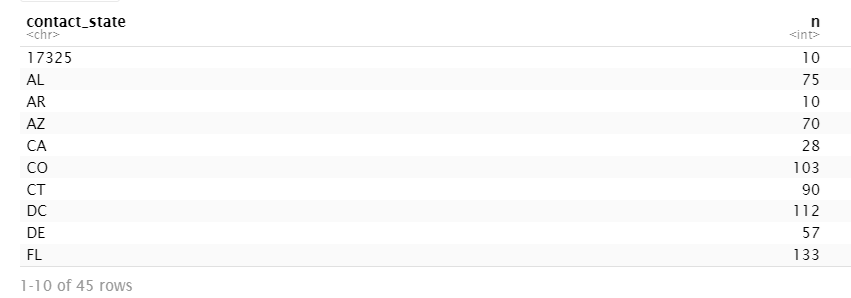 contact_state n
<chr> <int>
17325 10
AL 75
AR 10
AZ 70
CA 28
CO 103
CT 90
DC 112
DE 57
FL 133
1-10 of 45 rows